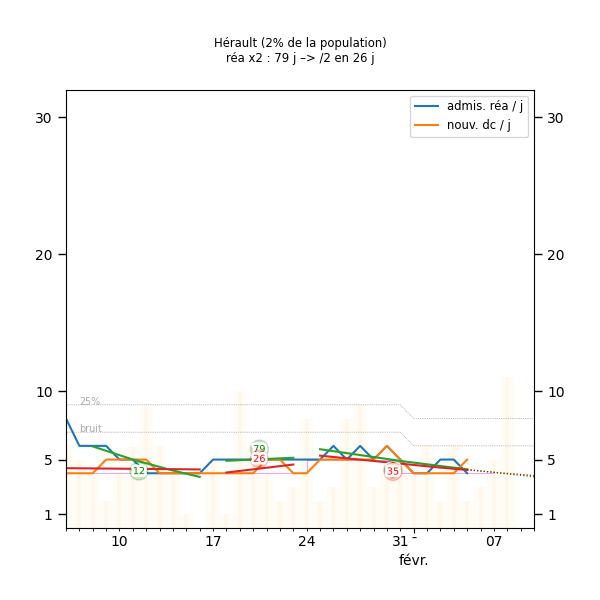 Hérault (2% de la population)
réa x2 : 79 j –> /2 en 26 j
admis. réa / j
nouv. dc / j
30 30
20 20
10 10
25%
bruit
5 5
79
26
12
35
1 1
10 17 24 31 07
févr.